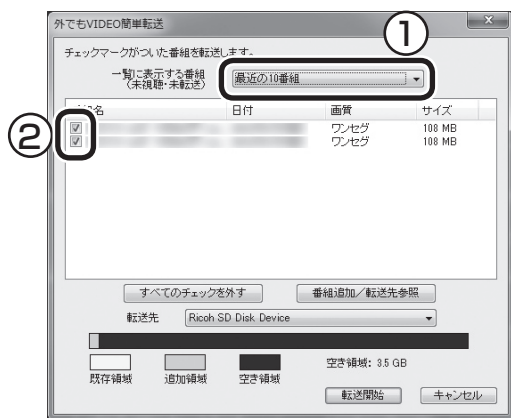 外でもVIDEO簡単転送
x
①
チェックマークがついた番組を転送します。
一覧に表示する番組
(未視聴・未転送)
最近の10番組
名 日付 画質 サイズ
②
ワンセグ 108 MB
ワンセグ 108 MB
すべてのチェックを外す 番組追加/転送先参照
転送先 Ricoh SD Disk Device
空き領域: 3.5 GB
既存領域 追加領域 空き領域
転送開始 キャンセル